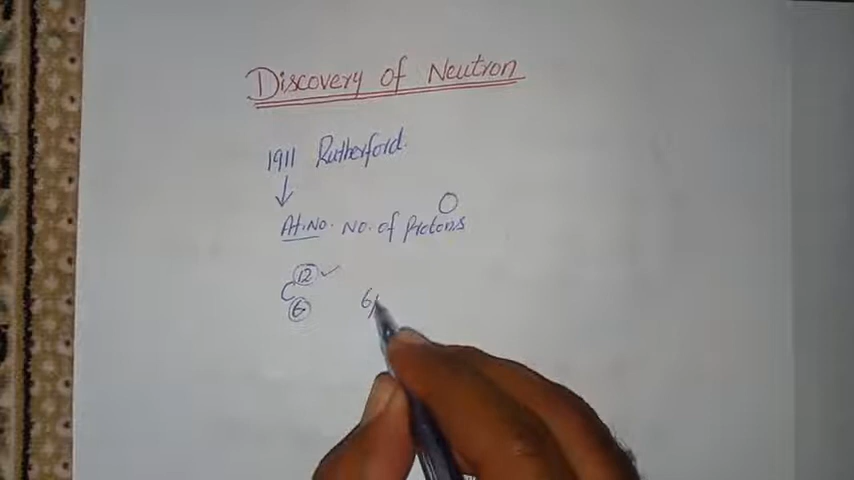 Discovery of Neutron
1911 Rutherford.
At. No. No. of Protons
C 12
6
6